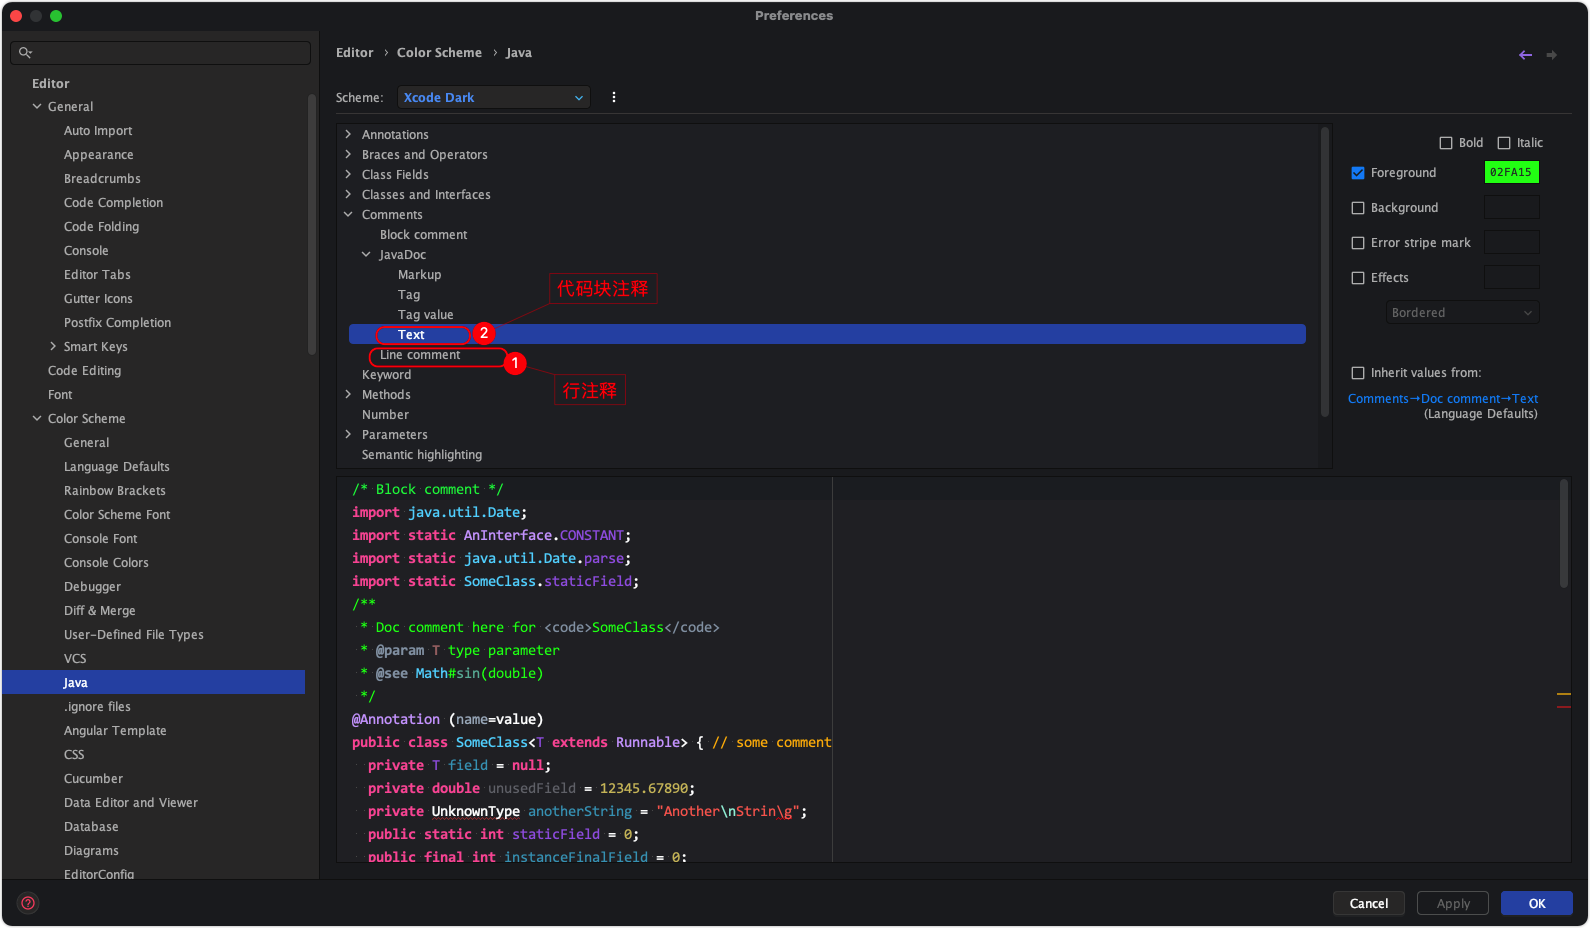 Preferences
Editor
General
Auto Import
Appearance
Breadcrumbs
Code Completion
Code Folding
Console
Editor Tabs
Gutter Icons
Postfix Completion
Smart Keys
Code Editing
Font
Color Scheme
General
Language Defaults
Rainbow Brackets
Color Scheme Font
Console Font
Console Colors
Debugger
Diff & Merge
User-Defined File Types
VCS
Java
.ignore files
Angular Template
CSS
Cucumber
Data Editor and Viewer
Database
Diagrams
EditorConfig
Editor › Color Scheme › Java
Scheme: Xcode Dark
Annotations
Braces and Operators
Class Fields
Classes and Interfaces
Comments
Block comment
JavaDoc
Markup
Tag
代码块注释
Tag value
Text 2
Line comment 1
行注释
Keyword
Methods
Number
Parameters
Semantic highlighting
Bold Italic
Foreground 02FA15
Background
Error stripe mark
Effects
Bordered
Inherit values from:
Comments→Doc comment→Text
(Language Defaults)
/* Block comment */
import java.util.Date;
import static AnInterface.CONSTANT;
import static java.util.Date.parse;
import static SomeClass.staticField;
/**
 * Doc comment here for <code>SomeClass</code>
 * @param T type parameter
 * @see Math#sin(double)
 */
@Annotation (name=value)
public class SomeClass<T extends Runnable> { // some comment
  private T field = null;
  private double unusedField = 12345.67890;
  private UnknownType anotherString = "Another\nStrin\g";
  public static int staticField = 0;
  public final int instanceFinalField = 0;
? Cancel Apply OK